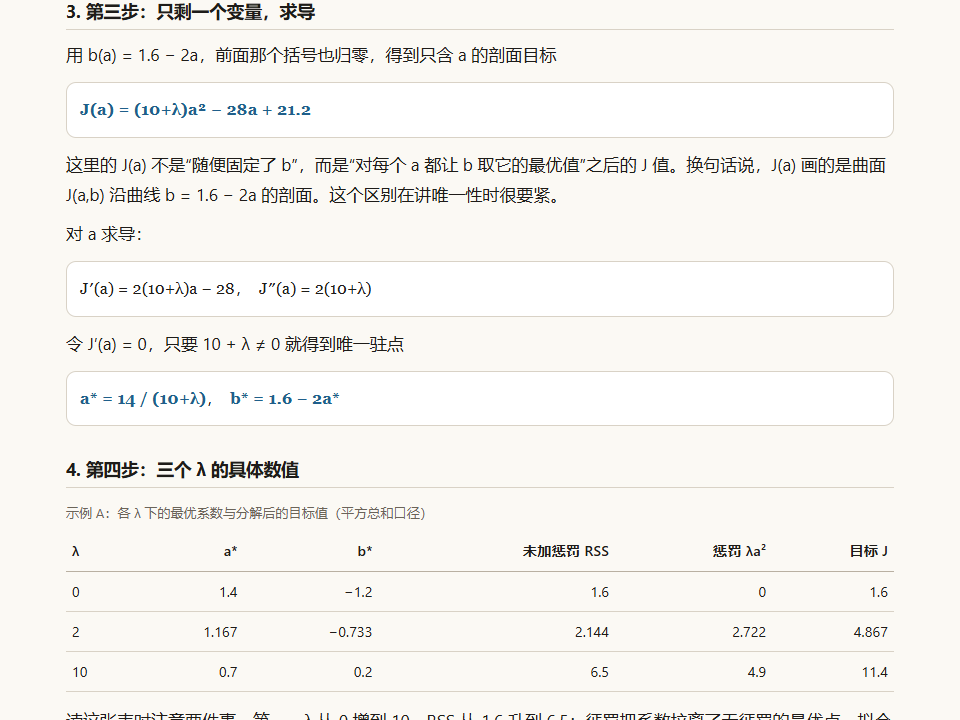 3. 第三步：只剩一个变量，求导
用 b(a) = 1.6 − 2a，前面那个括号也归零，得到只含 a 的剖面目标
J(a) = (10+λ)a² − 28a + 21.2
这里的 J(a) 不是“随便固定了 b”，而是“对每个 a 都让 b 取它的最优值”之后的 J 值。换句话说，J(a) 画的是曲面
J(a,b) 沿曲线 b = 1.6 − 2a 的剖面。这个区别在讲唯一性时很要紧。
对 a 求导：
J′(a) = 2(10+λ)a − 28， J″(a) = 2(10+λ)
令 J′(a) = 0，只要 10 + λ ≠ 0 就得到唯一驻点
a* = 14 / (10+λ)， b* = 1.6 − 2a*
4. 第四步：三个 λ 的具体数值
示例 A：各 λ 下的最优系数与分解后的目标值（平方总和口径）
λ a* b* 未加惩罚 RSS 惩罚 λa² 目标 J
0 1.4 −1.2 1.6 0 1.6
2 1.167 −0.733 2.144 2.722 4.867
10 0.7 0.2 6.5 4.9 11.4